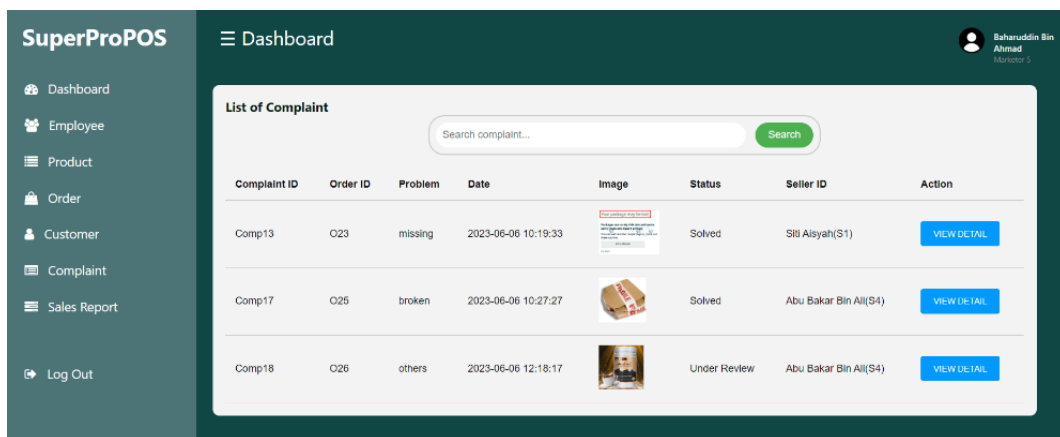 SuperProPOS
☰ Dashboard
Baharuddin Bin
Ahmad
Marketer S
Dashboard
Employee
Product
Order
Customer
Complaint
Sales Report
Log Out
List of Complaint
Search complaint... Search
Complaint ID Order ID Problem Date Image Status Seller ID Action
Comp13 O23 missing 2023-06-06 10:19:33 Solved Siti Aisyah(S1) VIEW DETAIL
Comp17 O25 broken 2023-06-06 10:27:27 Solved Abu Bakar Bin Ali(S4) VIEW DETAIL
Comp18 O26 others 2023-06-06 12:18:17 Under Review Abu Bakar Bin Ali(S4) VIEW DETAIL